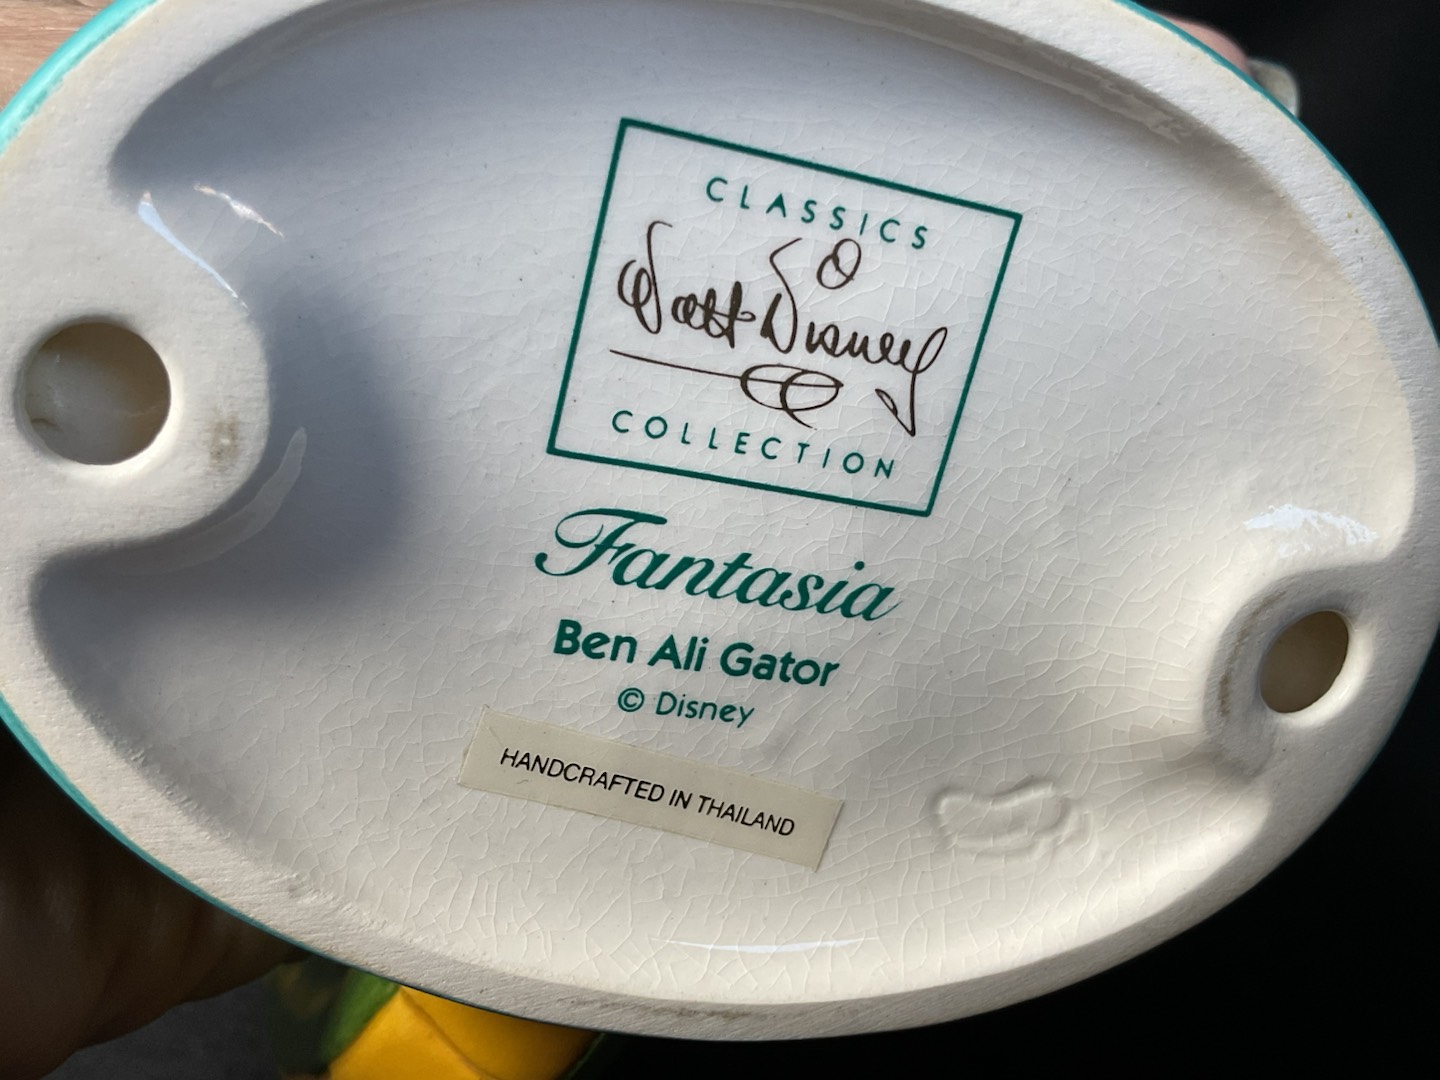 CLASSICS
Walt Disney
COLLECTION
Fantasia
Ben Ali Gator
© Disney
HANDCRAFTED IN THAILAND